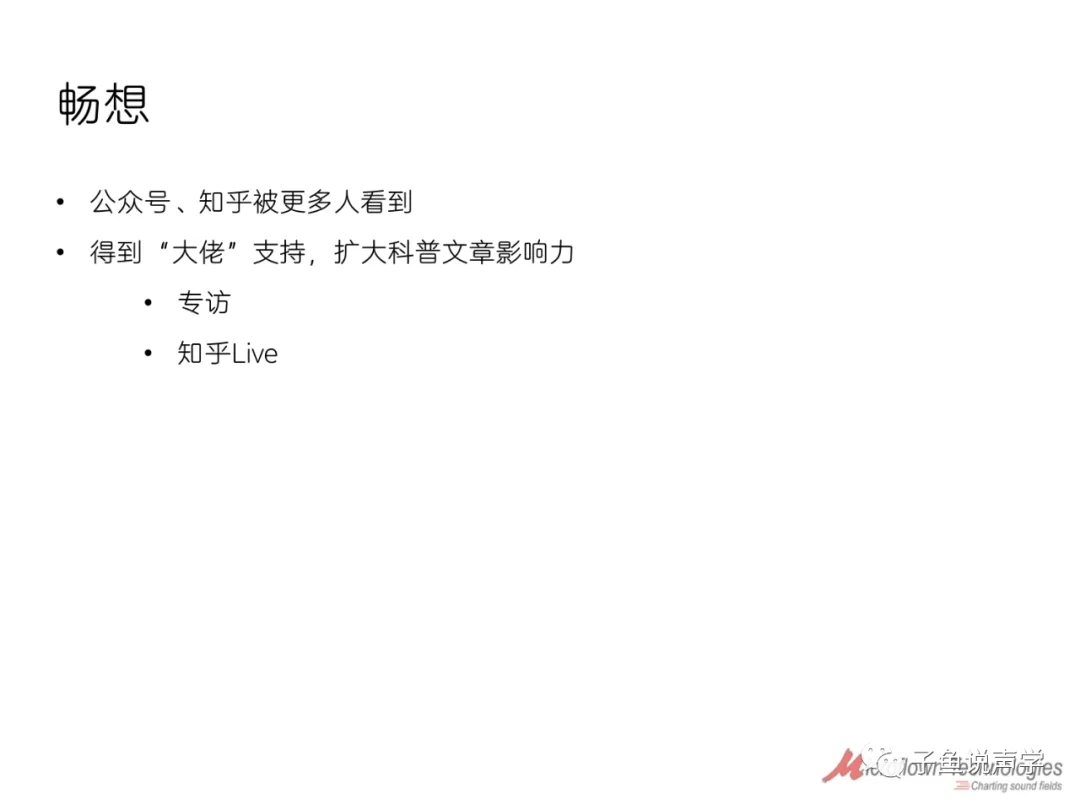 畅想
• 公众号、知乎被更多人看到
• 得到“大佬”支持，扩大科普文章影响力
• 专访
• 知乎Live
子鱼说声学
Technologies
Charting sound fields